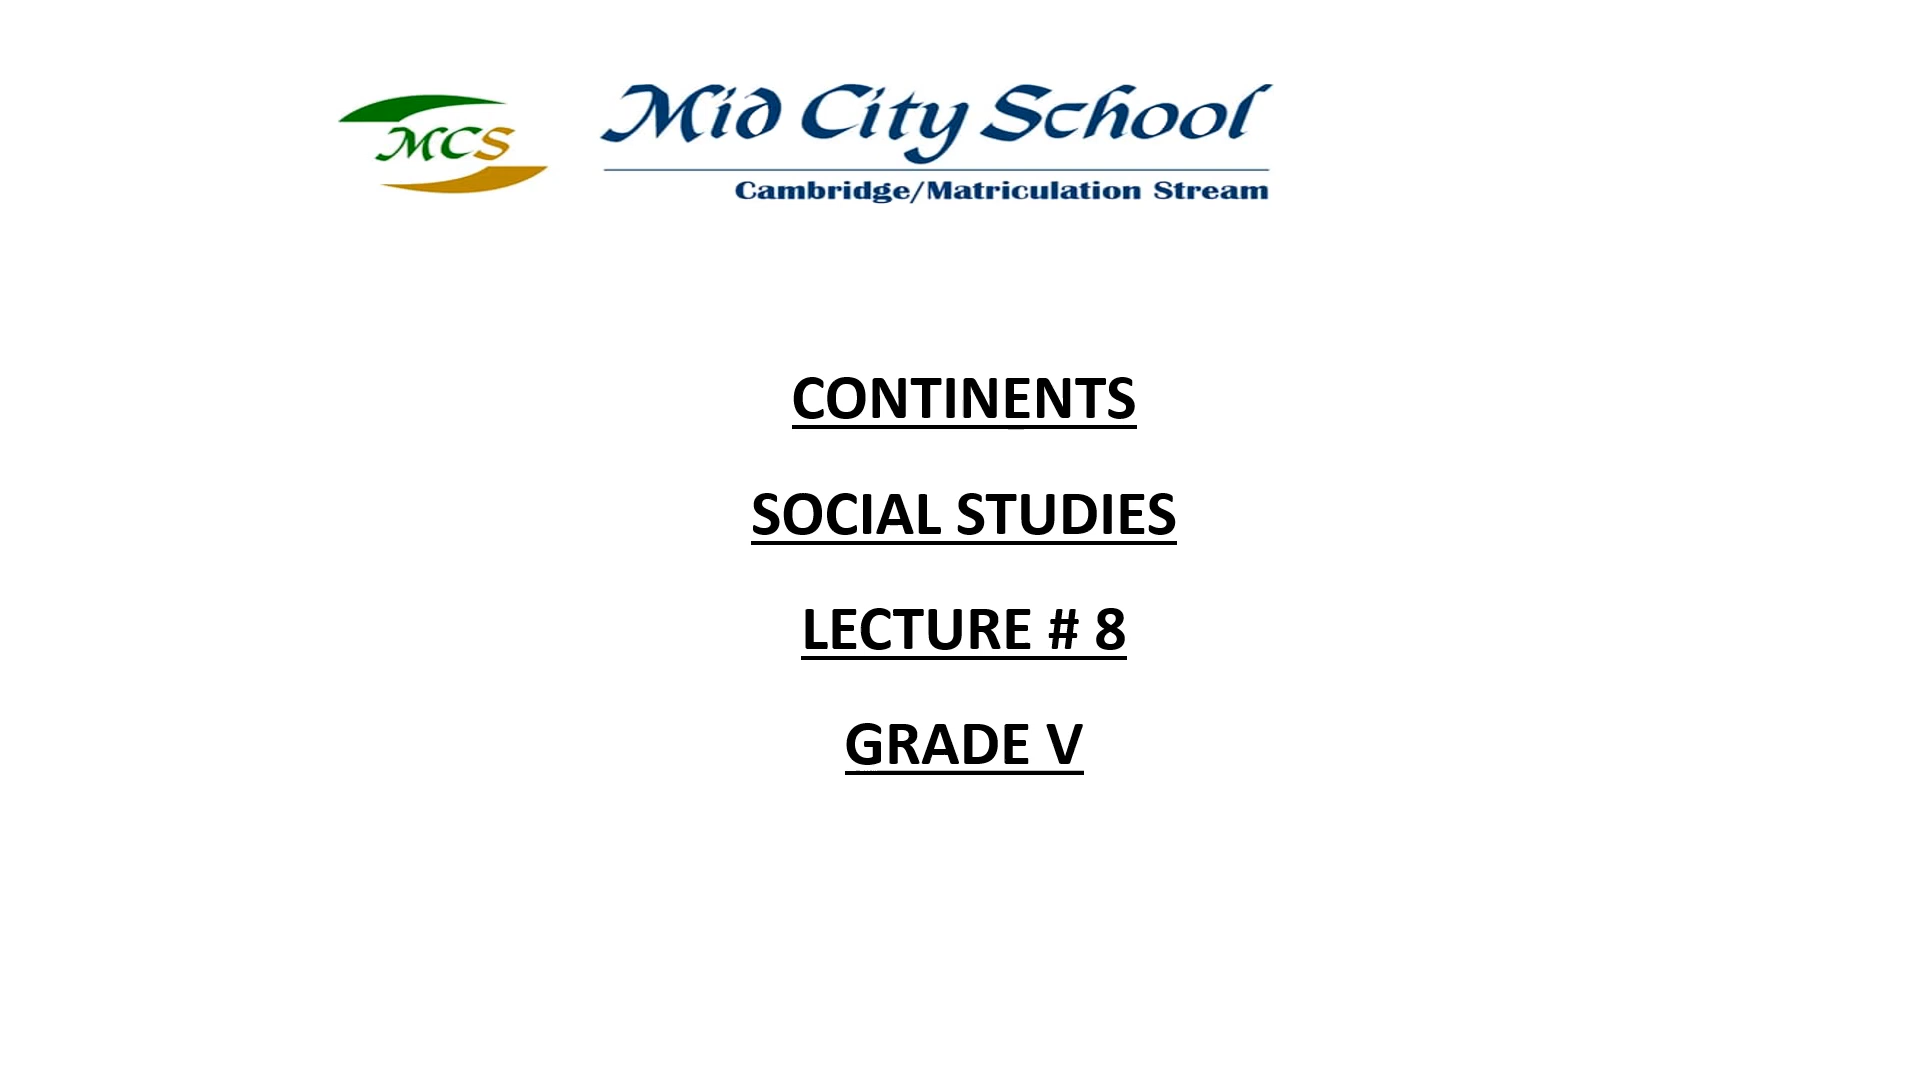 MCS
Mid City School
Cambridge/Matriculation Stream
CONTINENTS
SOCIAL STUDIES
LECTURE # 8
GRADE V